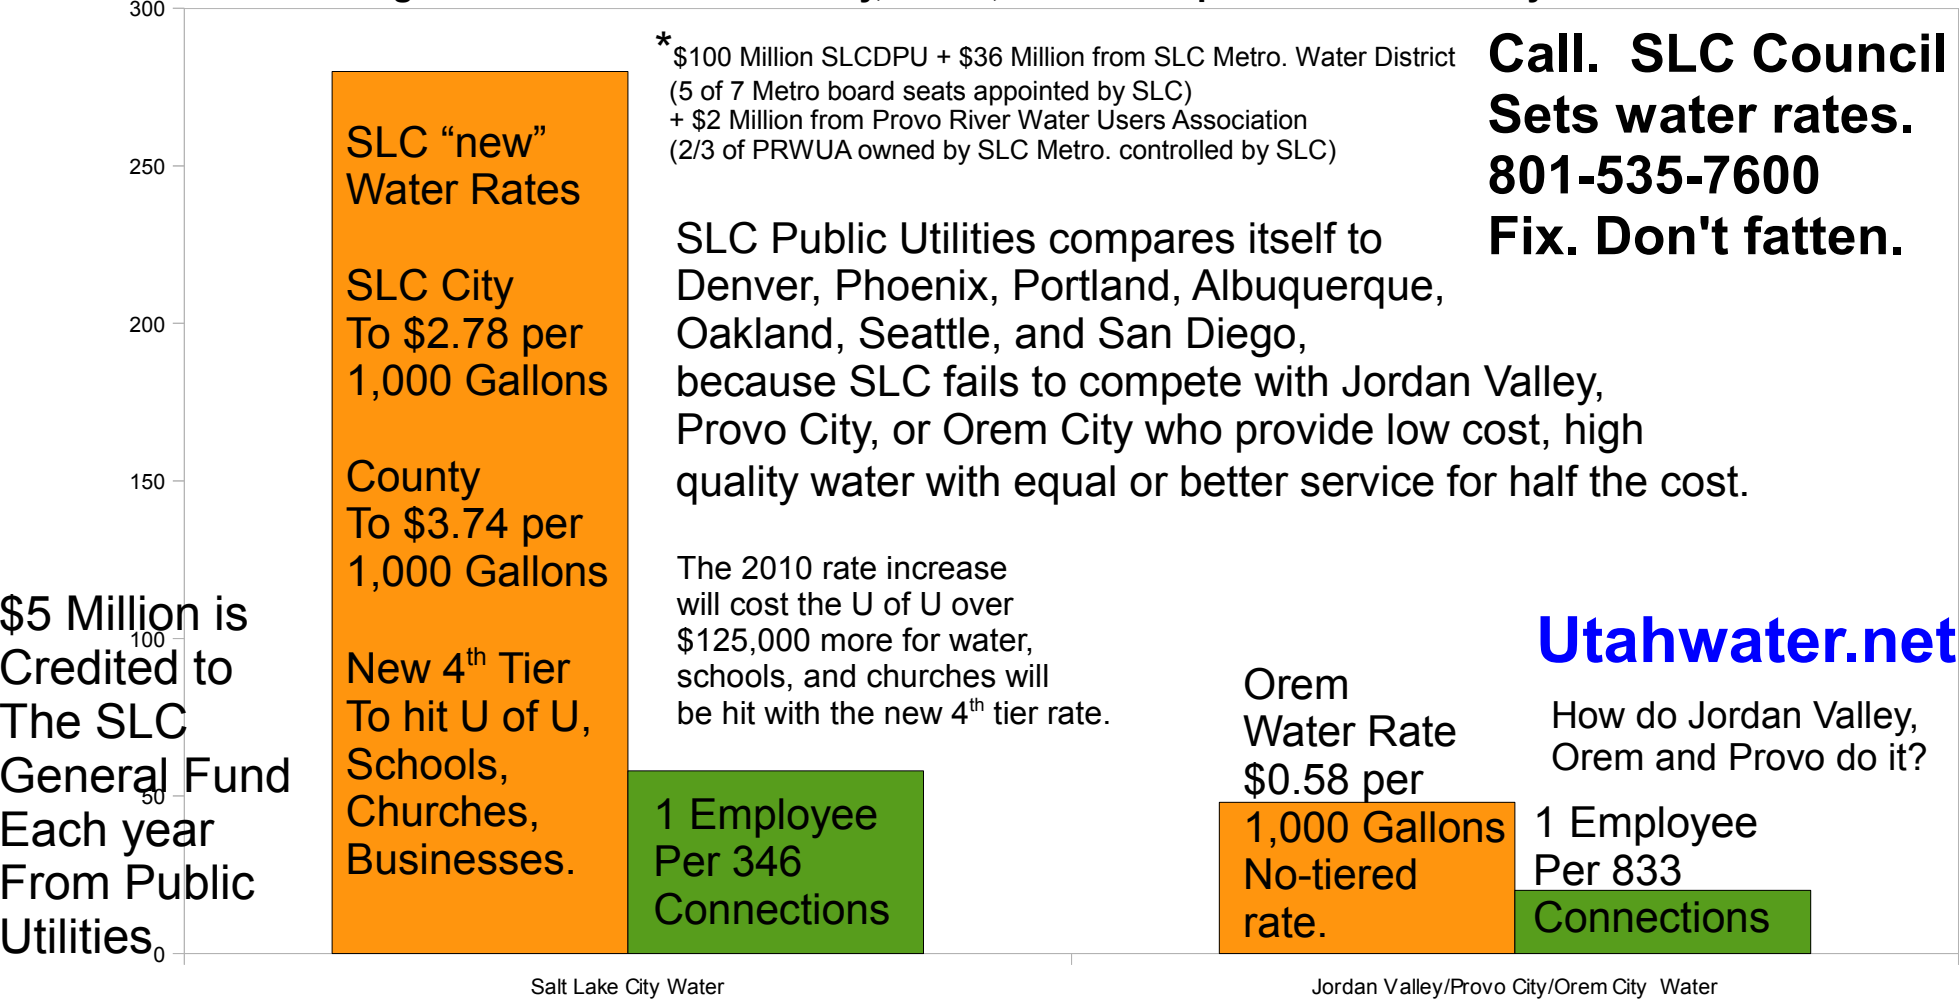 300
250
200
150
100
50
0
*
$100 Million SLCDPU + $36 Million from SLC Metro. Water District
(5 of 7 Metro board seats appointed by SLC)
+ $2 Million from Provo River Water Users Association
(2/3 of PRWUA owned by SLC Metro. controlled by SLC)
Call.  SLC Council
Sets water rates.
801-535-7600
Fix. Don't fatten.
SLC “new”
Water Rates
SLC City
To $2.78 per
1,000 Gallons
County
To $3.74 per
1,000 Gallons
New 4th Tier
To hit U of U,
Schools,
Churches,
Businesses.
SLC Public Utilities compares itself to
Denver, Phoenix, Portland, Albuquerque,
Oakland, Seattle, and San Diego,
because SLC fails to compete with Jordan Valley,
Provo City, or Orem City who provide low cost, high
quality water with equal or better service for half the cost.
The 2010 rate increase
will cost the U of U over
$125,000 more for water,
schools, and churches will
be hit with the new 4th tier rate.
$5 Million is
Credited to
The SLC
General Fund
Each year
From Public
Utilities
1 Employee
Per 346
Connections
Orem
Water Rate
$0.58 per
1,000 Gallons
No-tiered
rate.
Utahwater.net
How do Jordan Valley,
Orem and Provo do it?
1 Employee
Per 833
Connections
Salt Lake City Water
Jordan Valley/Provo City/Orem City  Water